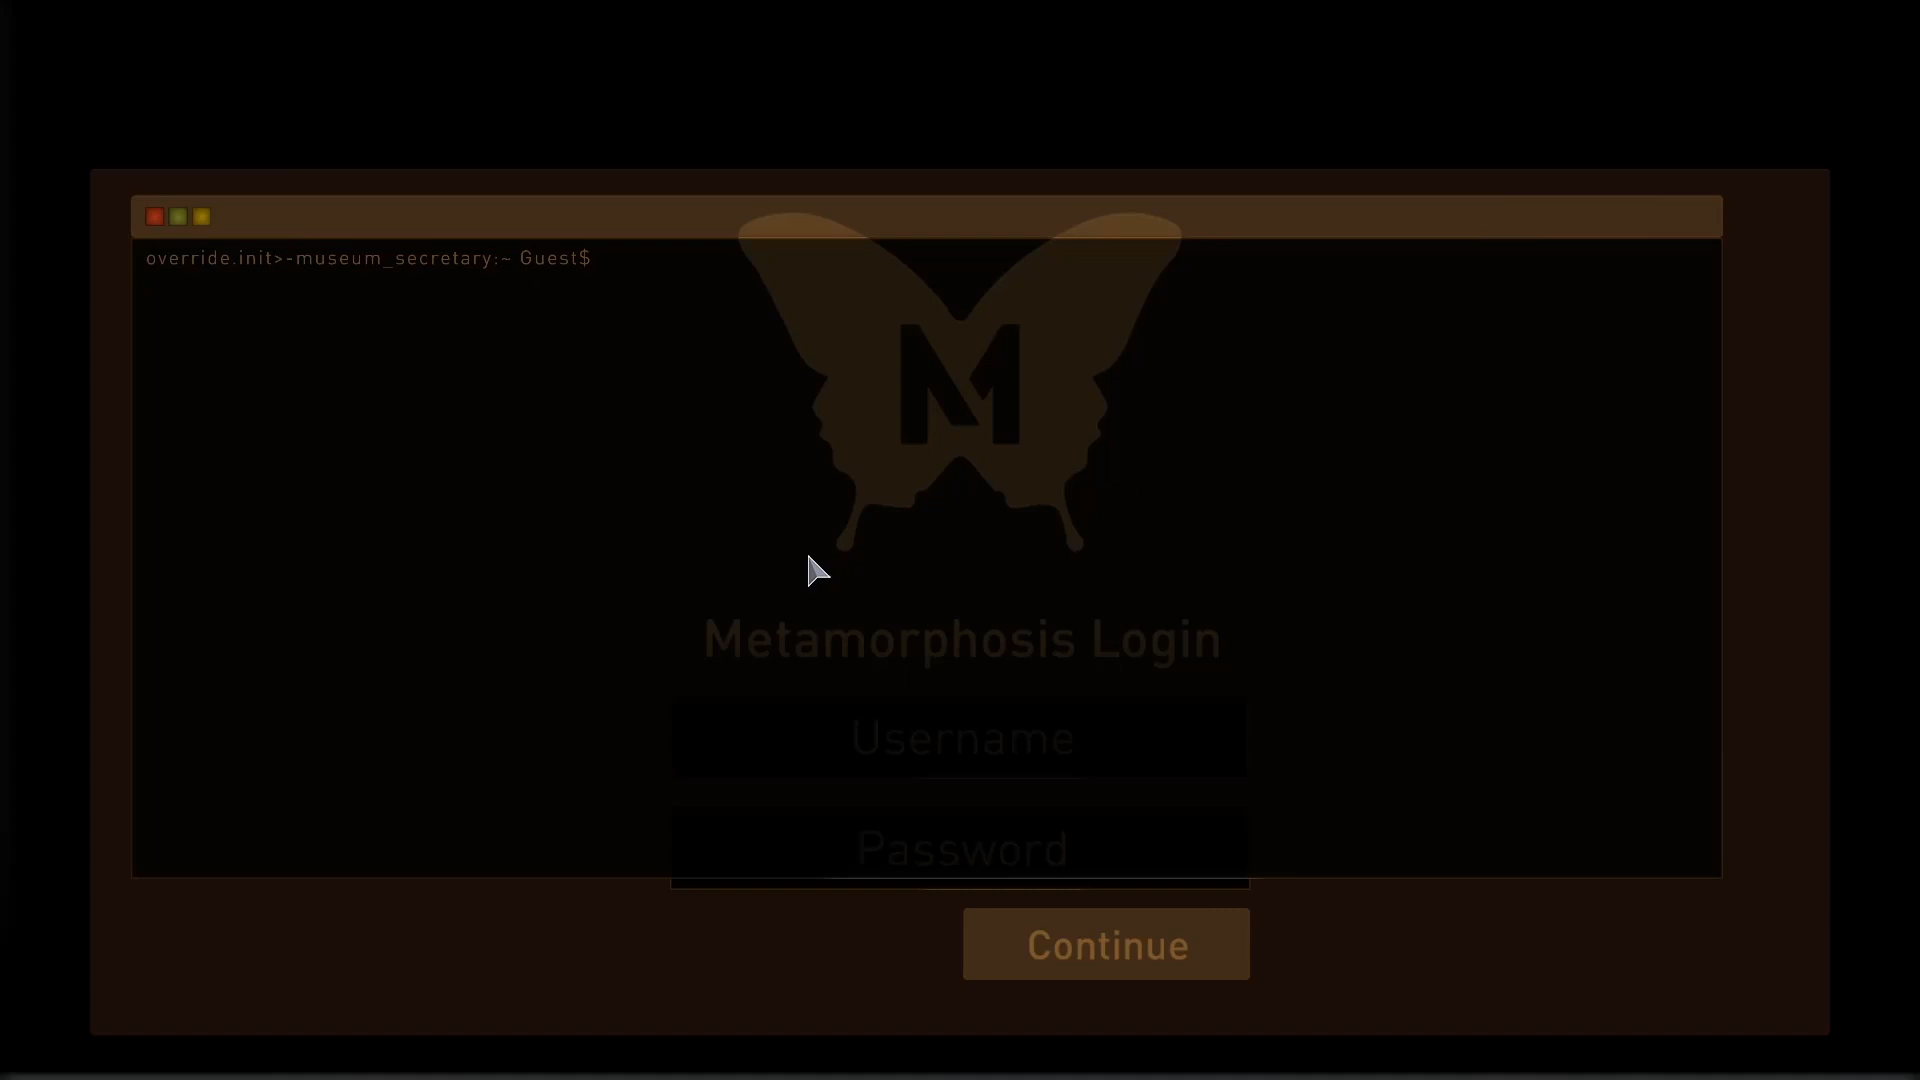 override.init>-museum_secretary:~ Guest$
M
Metamorphosis Login
Username
Password
Continue